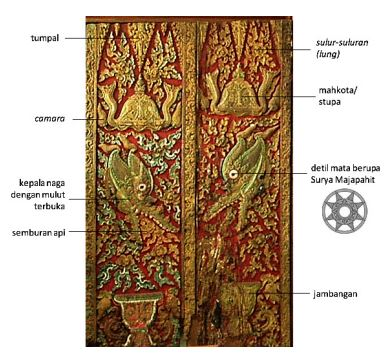 tumpal
sulur-suluran
(lung)
mahkota/
stupa
camara
detil mata berupa
Surya Majapahit
kepala naga
dengan mulut
terbuka
semburan api
jambangan